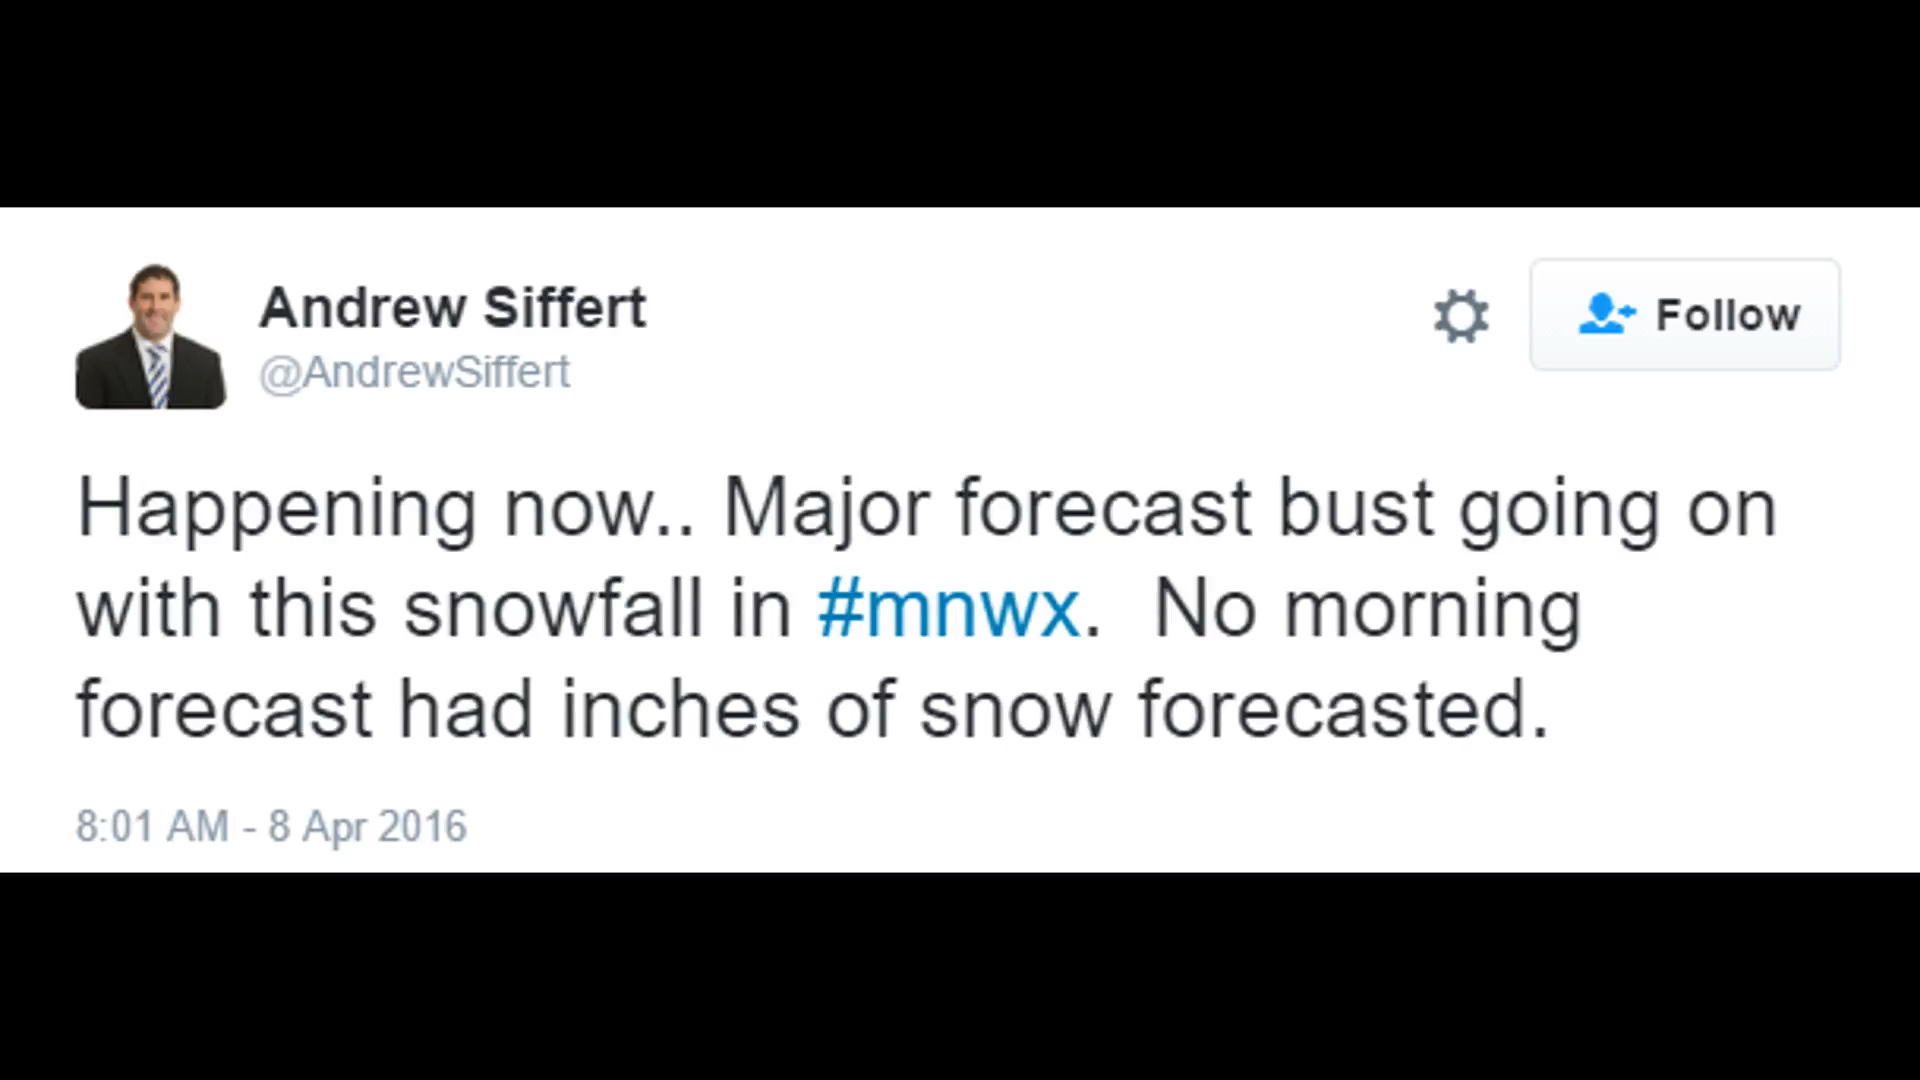 Andrew Siffert
@AndrewSiffert
Follow
Happening now.. Major forecast bust going on
with this snowfall in #mnwx.  No morning
forecast had inches of snow forecasted.
8:01 AM - 8 Apr 2016